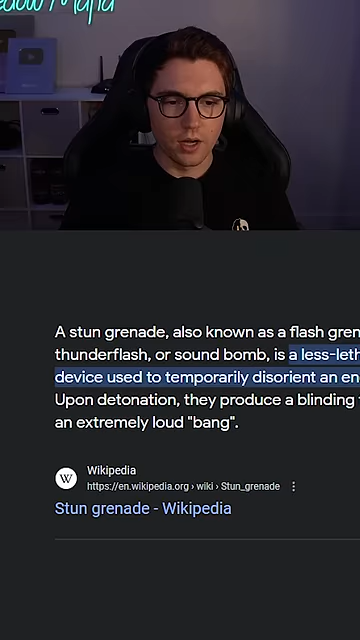 Mafia
A stun grenade, also known as a flash gren
thunderflash, or sound bomb, is a less-leth
device used to temporarily disorient an en
Upon detonation, they produce a blinding
an extremely loud "bang".
W
Wikipedia
https://en.wikipedia.org › wiki › Stun_grenade
Stun grenade - Wikipedia